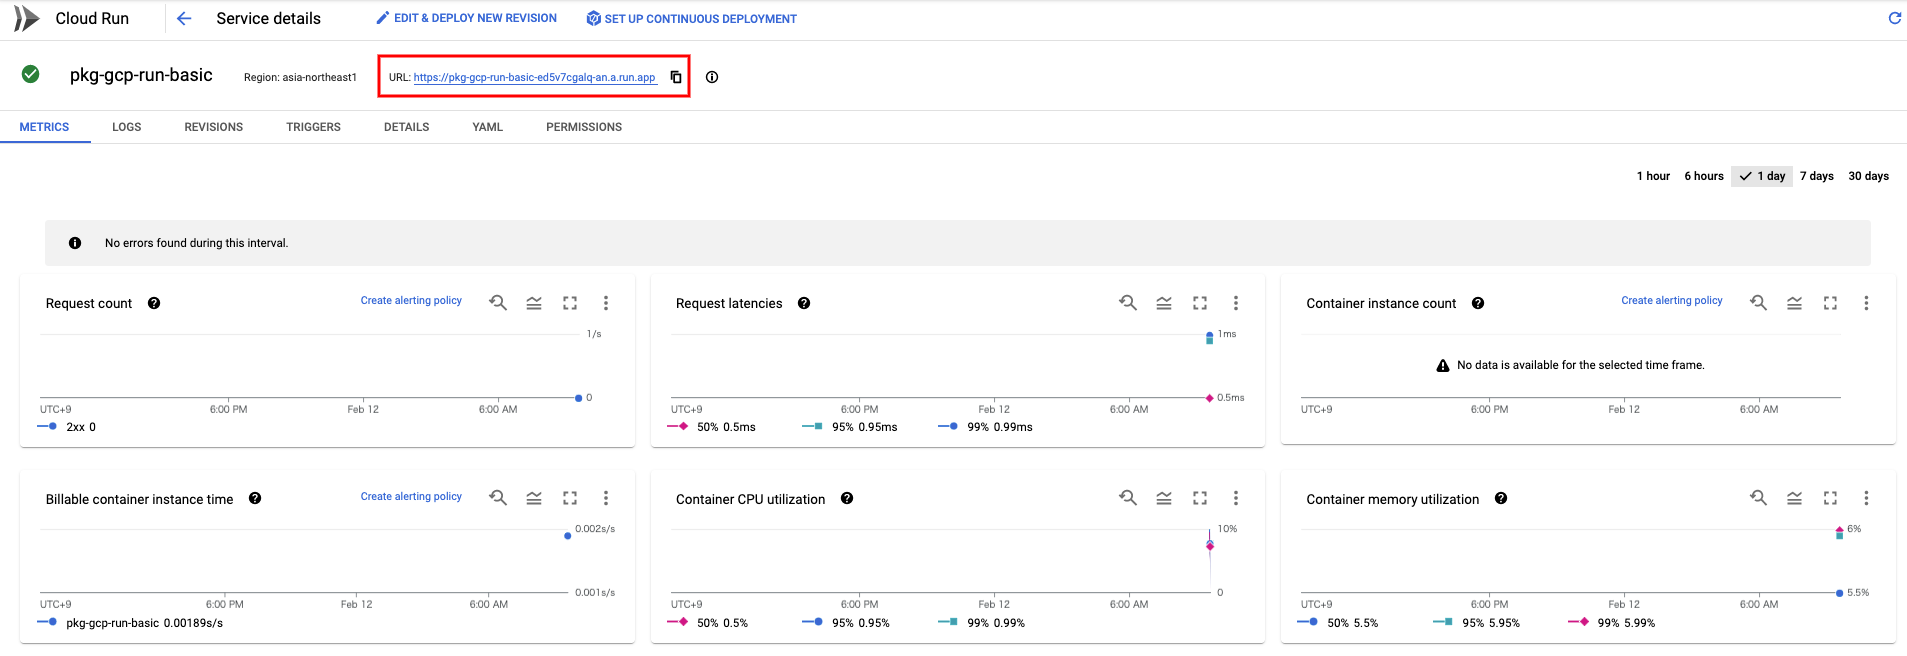 Cloud Run
Service details
EDIT & DEPLOY NEW REVISION
SET UP CONTINUOUS DEPLOYMENT
pkg-gcp-run-basic
Region: asia-northeast1
URL: https://pkg-gcp-run-basic-ed5v7cgalq-an.a.run.app
METRICS
LOGS
REVISIONS
TRIGGERS
DETAILS
YAML
PERMISSIONS
1 hour
6 hours
1 day
7 days
30 days
No errors found during this interval.
Request count
Create alerting policy
1/s
0
UTC+9
6:00 PM
Feb 12
6:00 AM
2xx 0
Request latencies
1ms
0.5ms
UTC+9
6:00 PM
Feb 12
6:00 AM
50% 0.5ms
95% 0.95ms
99% 0.99ms
Container instance count
Create alerting policy
No data is available for the selected time frame.
UTC+9
6:00 PM
Feb 12
6:00 AM
Billable container instance time
Create alerting policy
0.002s/s
0.001s/s
UTC+9
6:00 PM
Feb 12
6:00 AM
pkg-gcp-run-basic 0.00189s/s
Container CPU utilization
10%
0
UTC+9
6:00 PM
Feb 12
6:00 AM
50% 0.5%
95% 0.95%
99% 0.99%
Container memory utilization
6%
5.5%
UTC+9
6:00 PM
Feb 12
6:00 AM
50% 5.5%
95% 5.95%
99% 5.99%